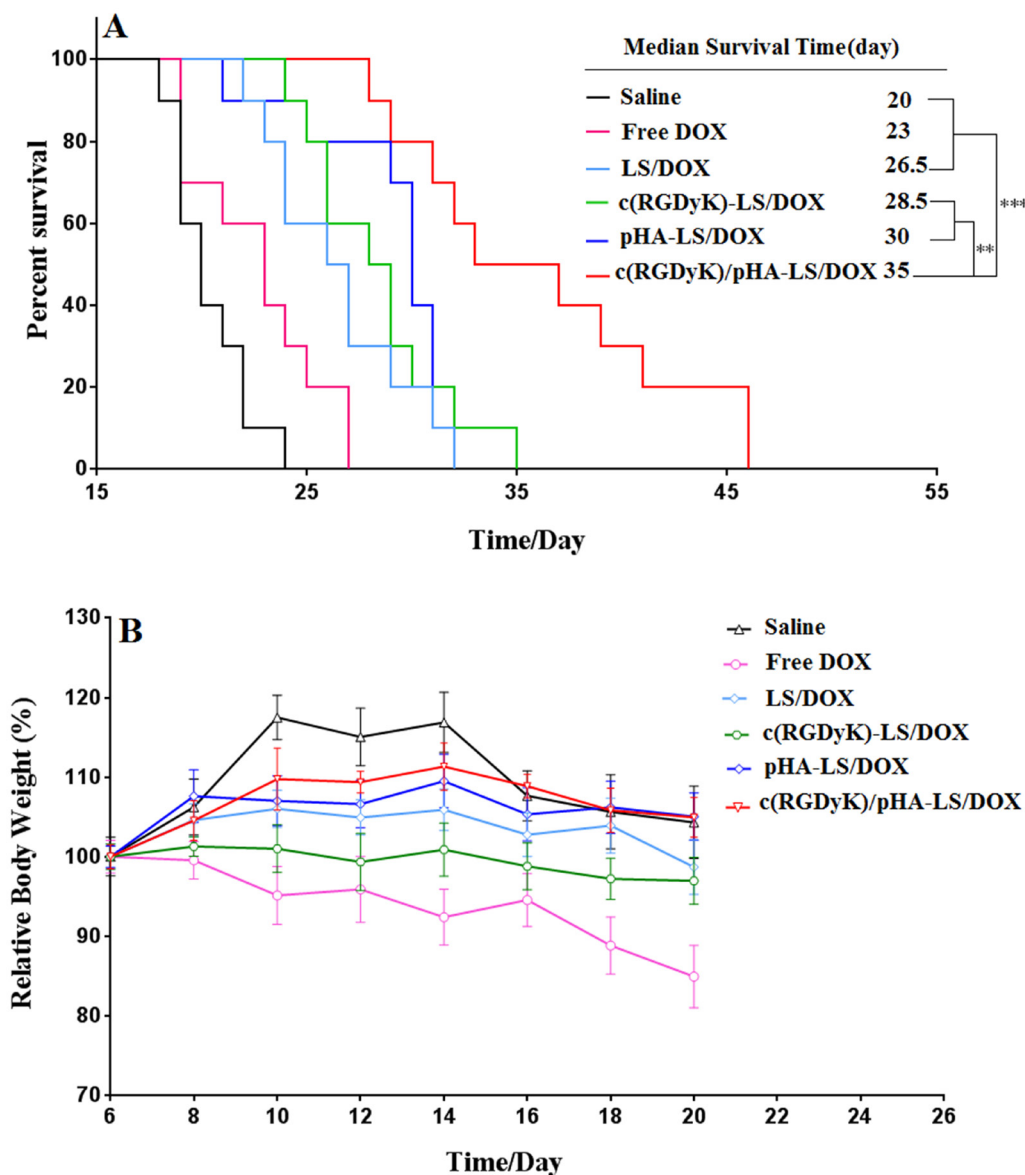 A
Median Survival Time(day)
Saline 20
Free DOX 23
LS/DOX 26.5
c(RGDyK)-LS/DOX 28.5
pHA-LS/DOX 30
c(RGDyK)/pHA-LS/DOX 35
***
**
Percent survival
100
80
60
40
20
0
15 25 35 45 55
Time/Day
B
Saline
Free DOX
LS/DOX
c(RGDyK)-LS/DOX
pHA-LS/DOX
c(RGDyK)/pHA-LS/DOX
Relative Body Weight (%)
130
120
110
100
90
80
70
6 8 10 12 14 16 18 20 22 24 26
Time/Day